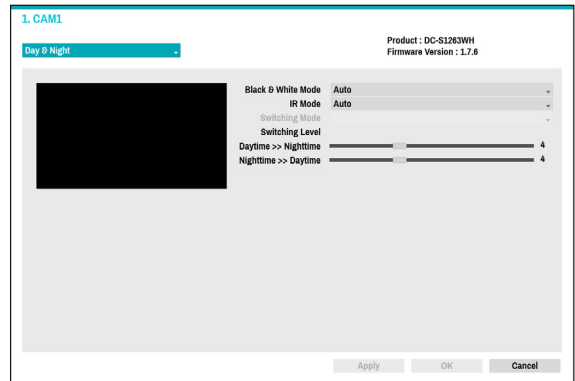 1. CAM1
Product : DC-S1263WH
Day & Night
Firmware Version : 1.7.6
Black & White Mode Auto
IR Mode Auto
Switching Mode
Switching Level
Daytime >> Nighttime 4
Nighttime >> Daytime 4
Apply OK Cancel